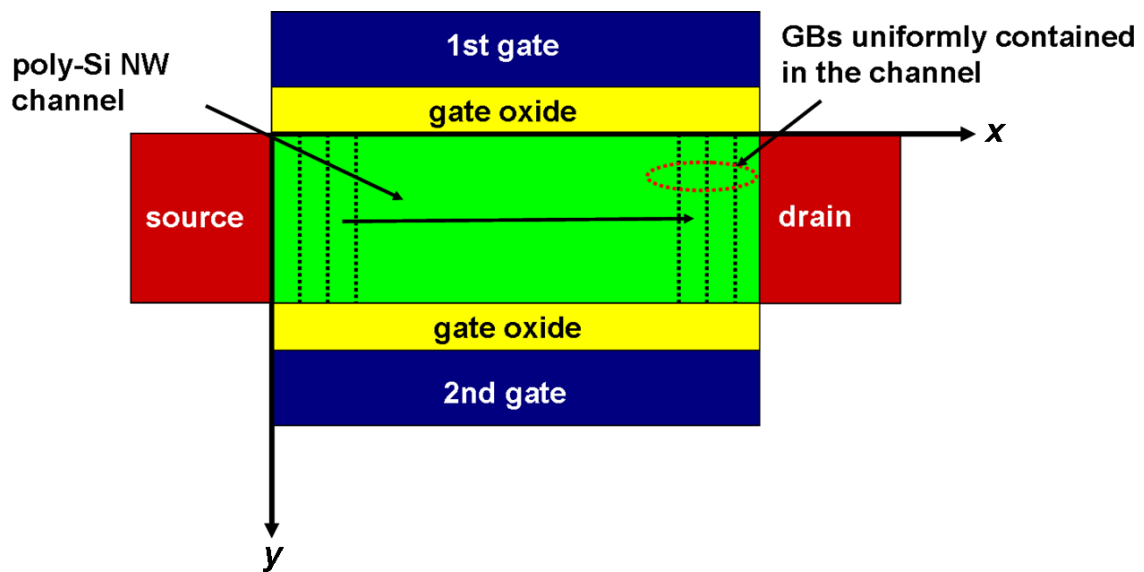 1st gate
GBs uniformly contained
in the channel
poly-Si NW
channel
gate oxide
x
source
drain
gate oxide
2nd gate
y